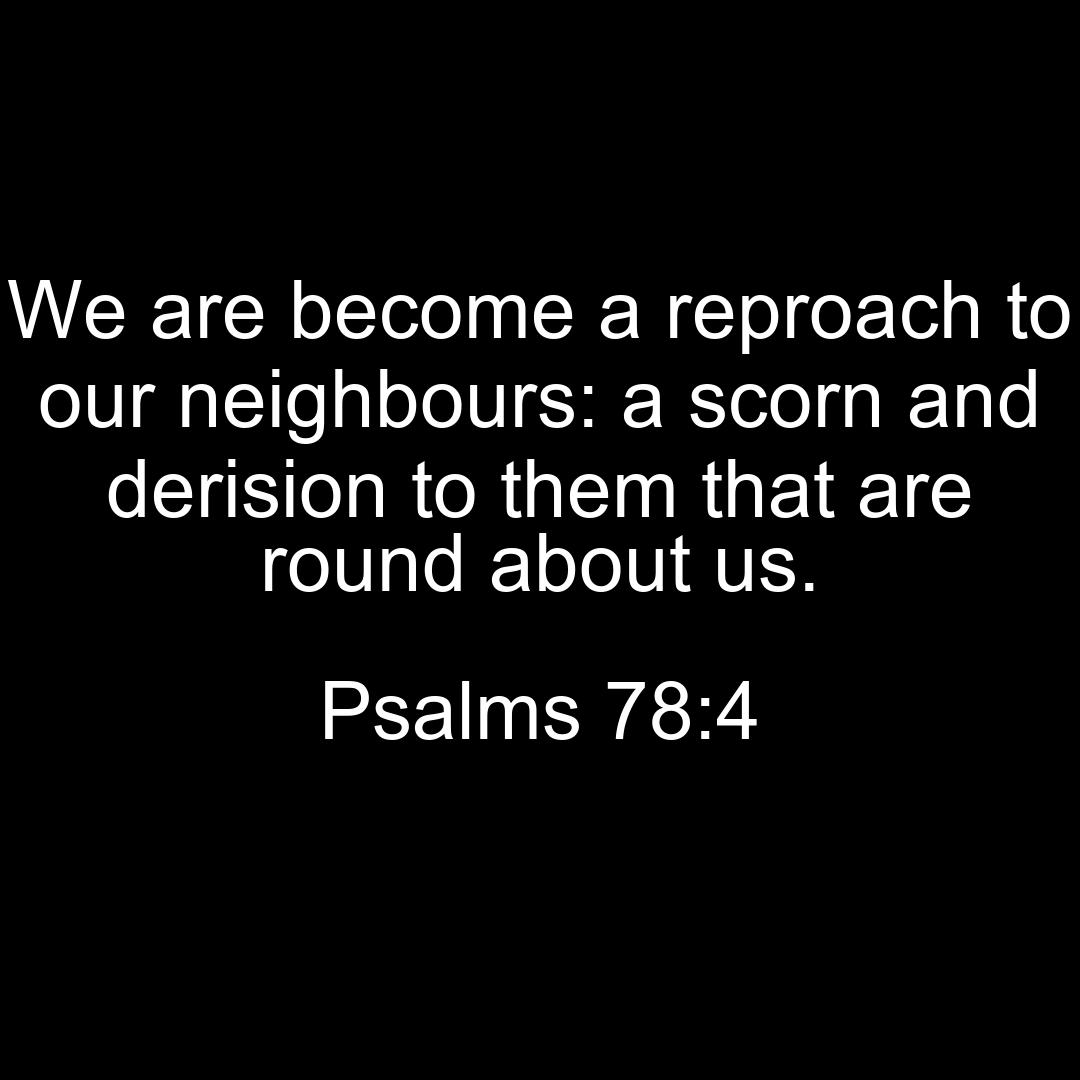 We are become a reproach to
our neighbours: a scorn and
derision to them that are
round about us.
Psalms 78:4